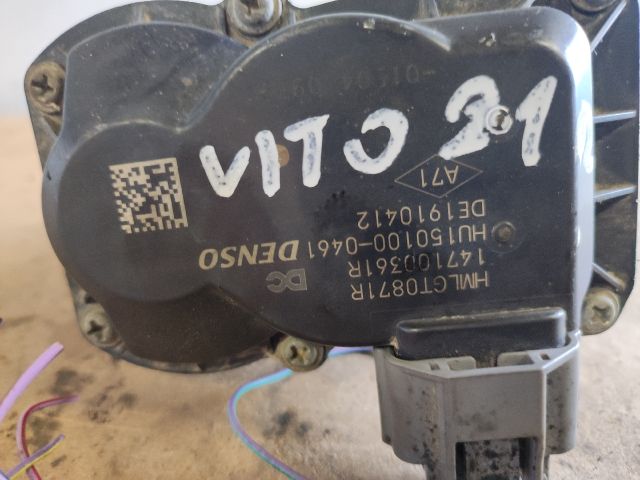 VITO 21
A71
DE1910412
HU150100-0461 DENSO
147100361R DC
HMLGT0871R